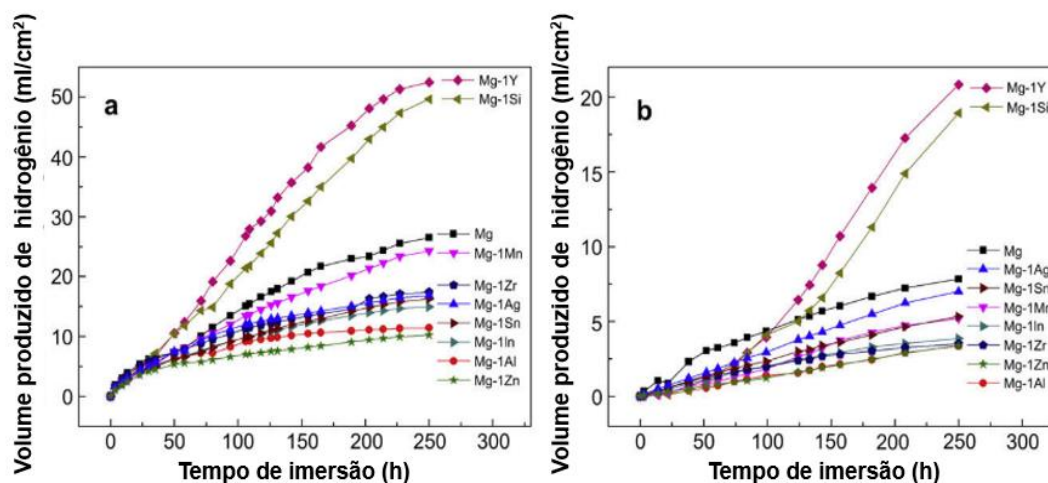 Volume produzido de hidrogênio (ml/cm²)
50
40
30
20
10
0
a
Mg-1Y
Mg-1Si
Mg
Mg-1Mn
Mg-1Zr
Mg-1Ag
Mg-1Sn
Mg-1In
Mg-1Al
Mg-1Zn
0 50 100 150 200 250 300
Tempo de imersão (h)
Volume produzido de hidrogênio (ml/cm²)
20
15
10
5
0
b
Mg-1Y
Mg-1Si
Mg
Mg-1Ag
Mg-1Sn
Mg-1Mn
Mg-1In
Mg-1Zr
Mg-1Zn
Mg-1Al
0 50 100 150 200 250 300
Tempo de imersão (h)